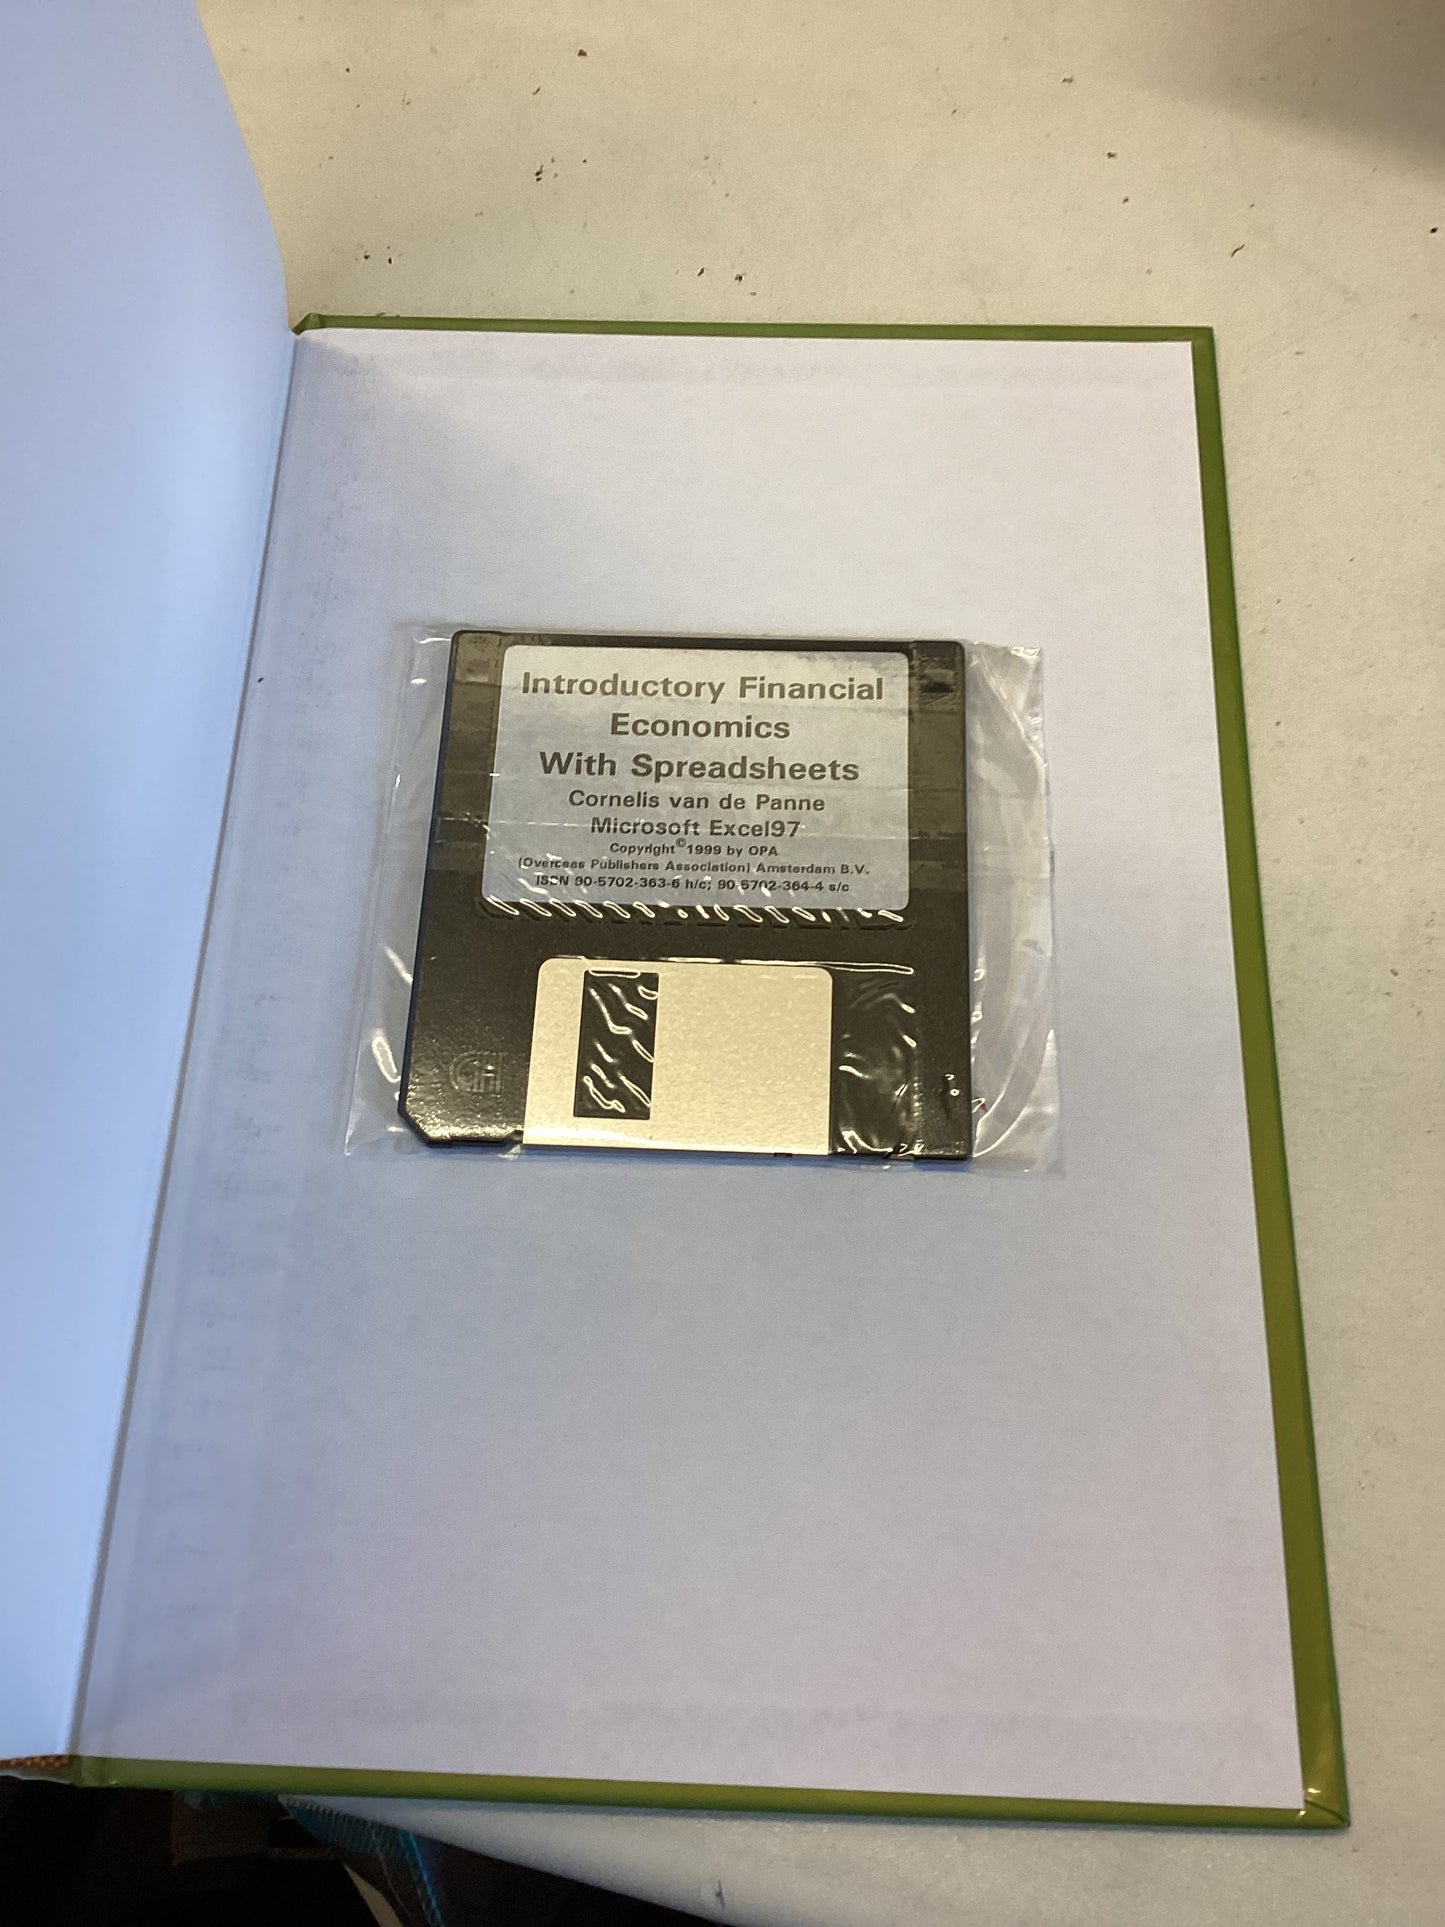 Introductory Financial
Economics
With Spreadsheets
Cornelis van de Panne
Microsoft Excel97
Copyright©1999 by OPA
(Overseas Publishers Association) Amsterdam B.V.
ISBN 90-5702-363-6 h/c; 90-5702-364-4 s/c
HD